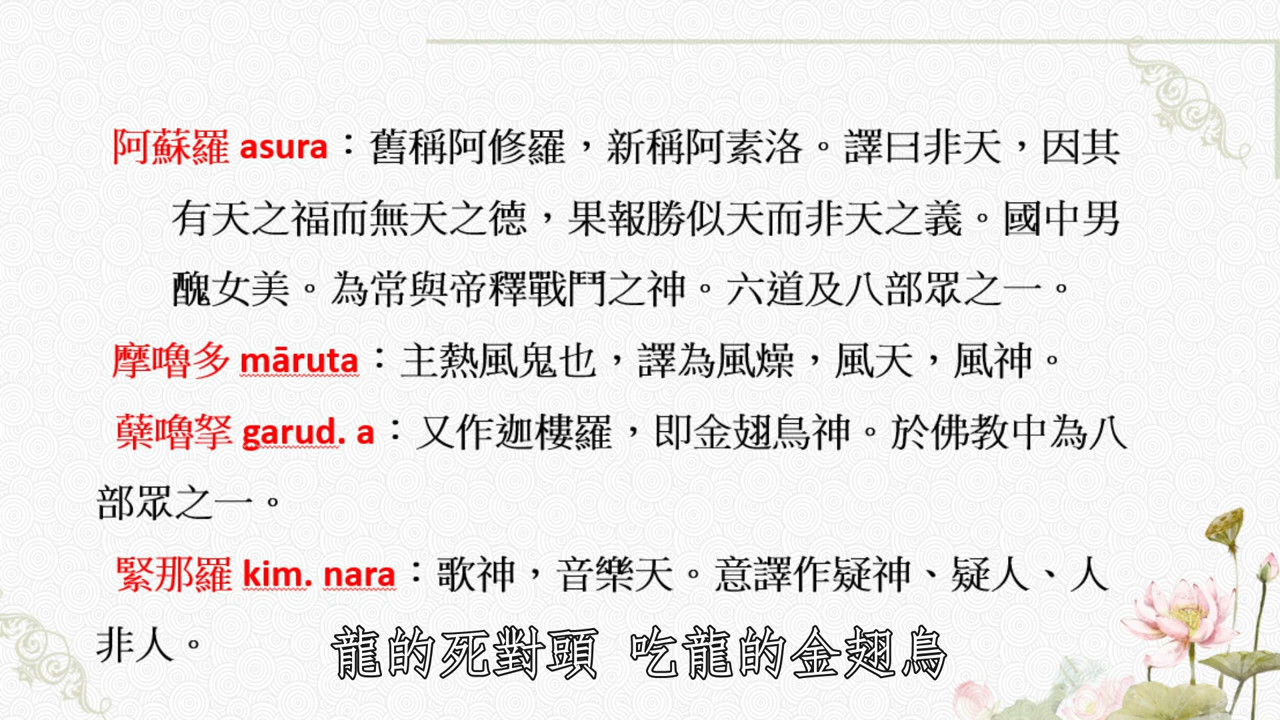 阿蘇羅 asura：舊稱阿修羅，新稱阿素洛。譯曰非天，因其
有天之福而無天之德，果報勝似天而非天之義。國中男
醜女美。為常與帝釋戰鬥之神。六道及八部眾之一。
摩嚕多 māruta：主熱風鬼也，譯為風燥，風天，風神。
蘗嚕拏 garud. a：又作迦樓羅，即金翅鳥神。於佛教中為八
部眾之一。
緊那羅 kim. nara：歌神，音樂天。意譯作疑神、疑人、人
非人。
龍的死對頭 吃龍的金翅鳥